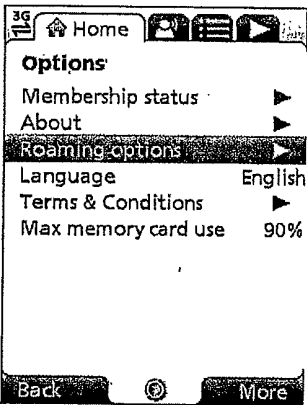 3G
Home
Options
Membership status
About
Roaming options
Language English
Terms & Conditions
Max memory card use 90%
Back More